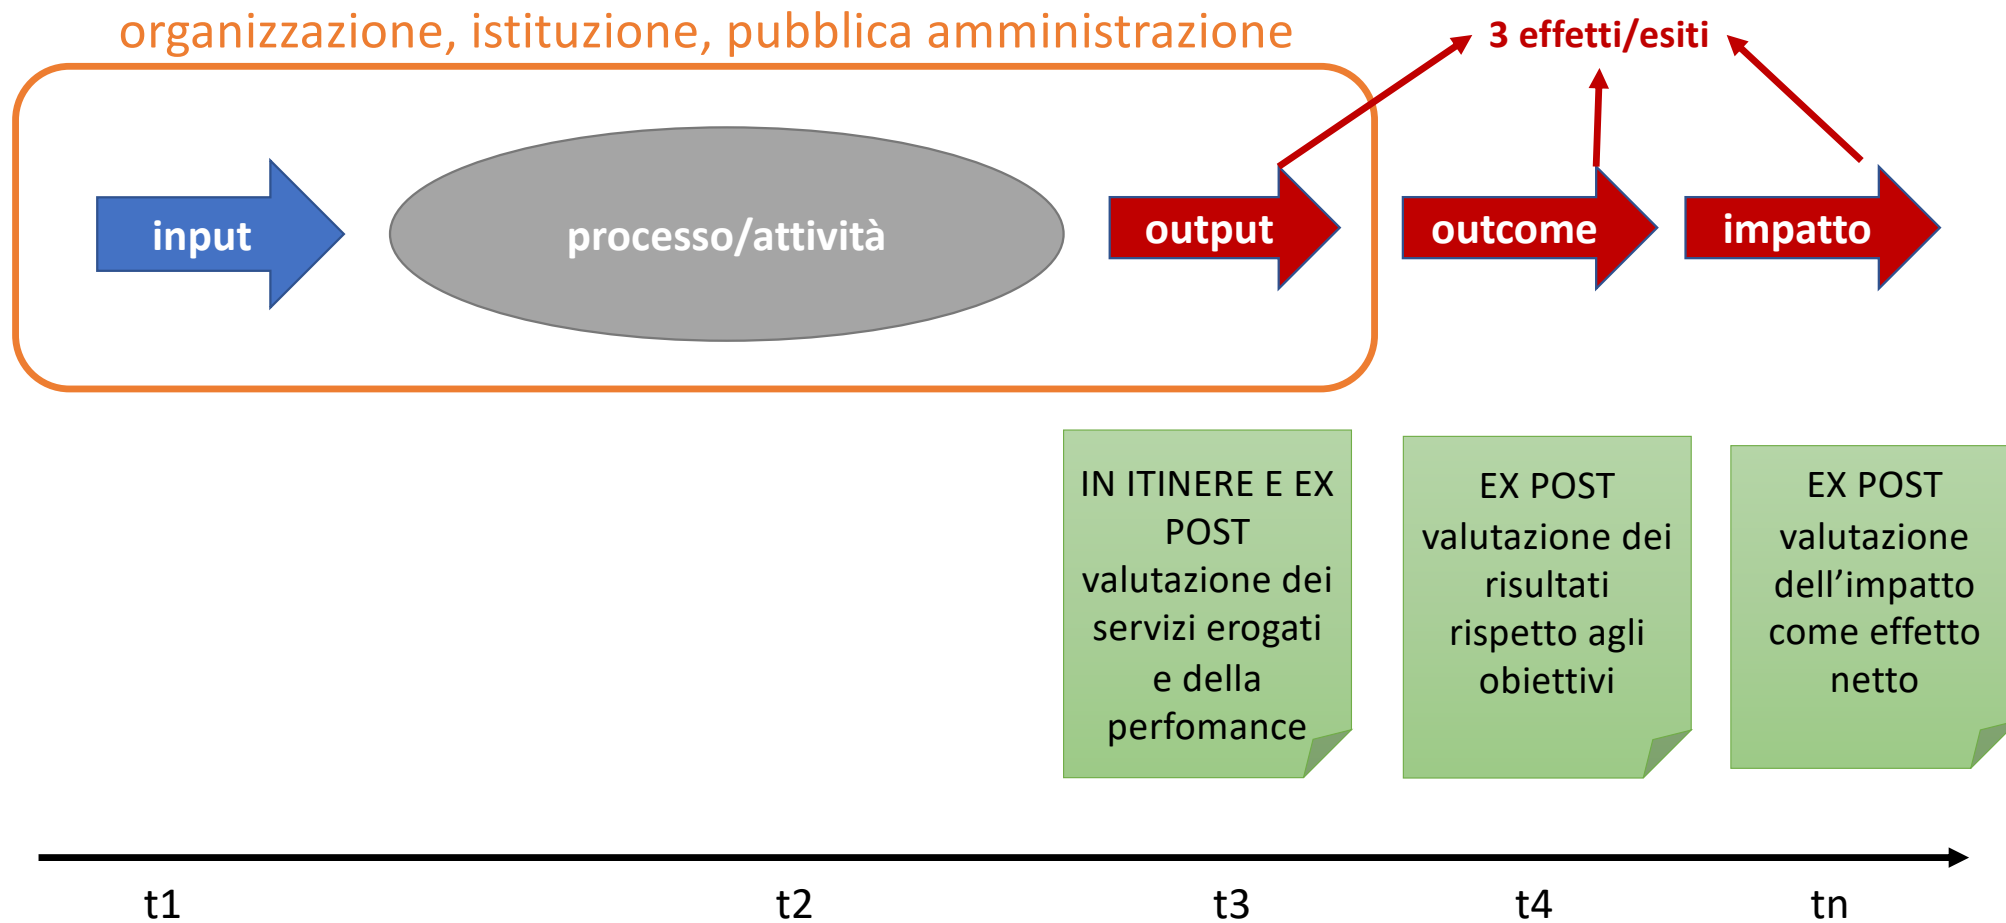 organizzazione, istituzione, pubblica amministrazione
3 effetti/esiti
input
processo/attività
output
outcome
impatto
IN ITINERE E EX
POST
valutazione dei
servizi erogati
e della
perfomance
EX POST
valutazione dei
risultati
rispetto agli
obiettivi
EX POST
valutazione
dell’impatto
come effetto
netto
t1
t2
t3
t4
tn